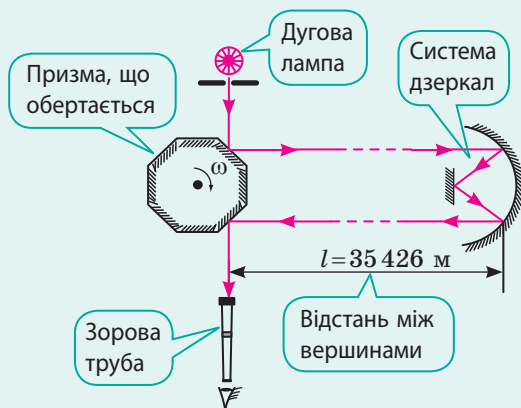 Дугова
лампа
Призма, що
обертається
Система
дзеркал
ω
l = 35 426 м
Зорова
труба
Відстань між
вершинами